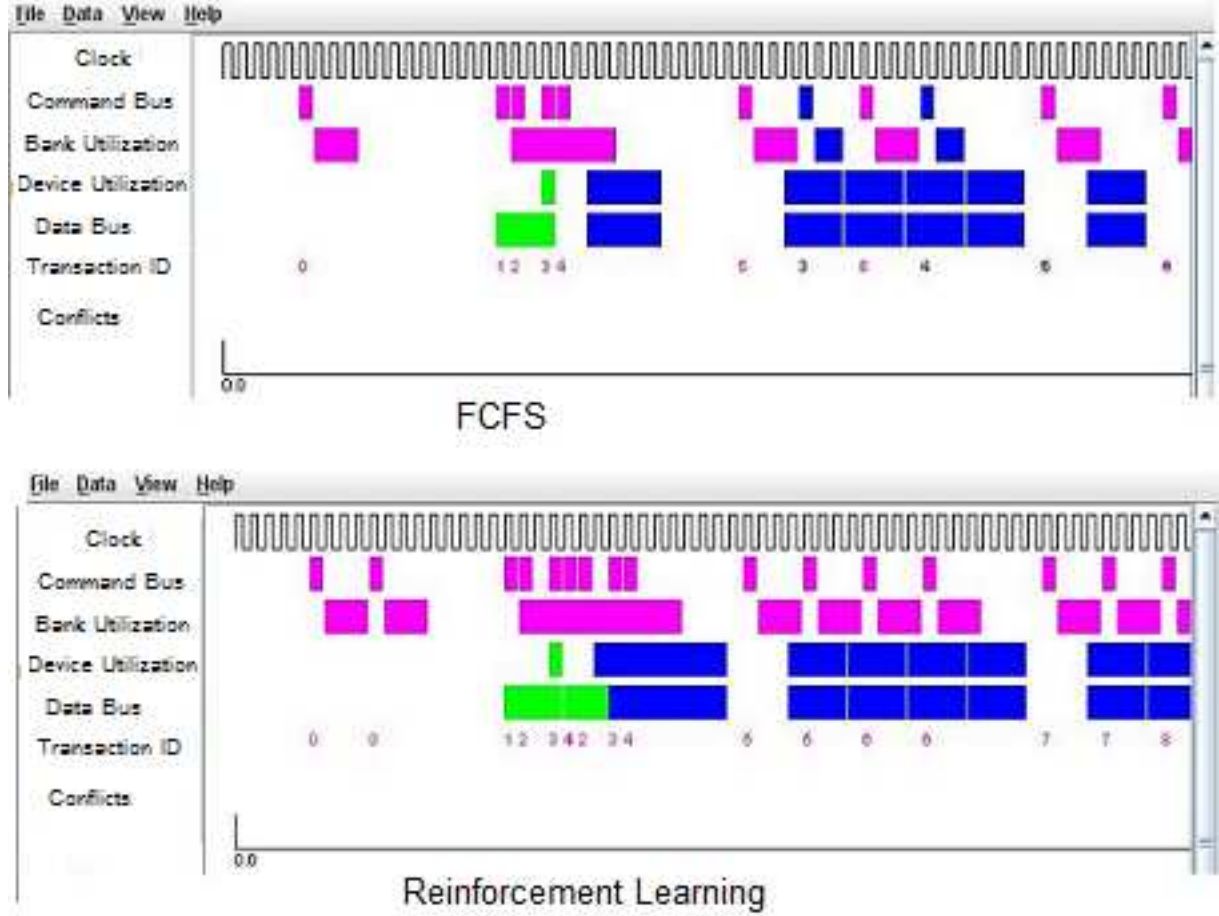 File Data View Help
Clock
Command Bus
Bank Utilization
Device Utilization
Data Bus
Transaction ID
0 1 2 3 4 5 3 4 6
Conflicts
0.0
FCFS
File Data View Help
Clock
Command Bus
Bank Utilization
Device Utilization
Data Bus
Transaction ID
0 0 1 2 3 4 2 3 4 6 6 6 7 7 8
Conflicts
0.0
Reinforcement Learning